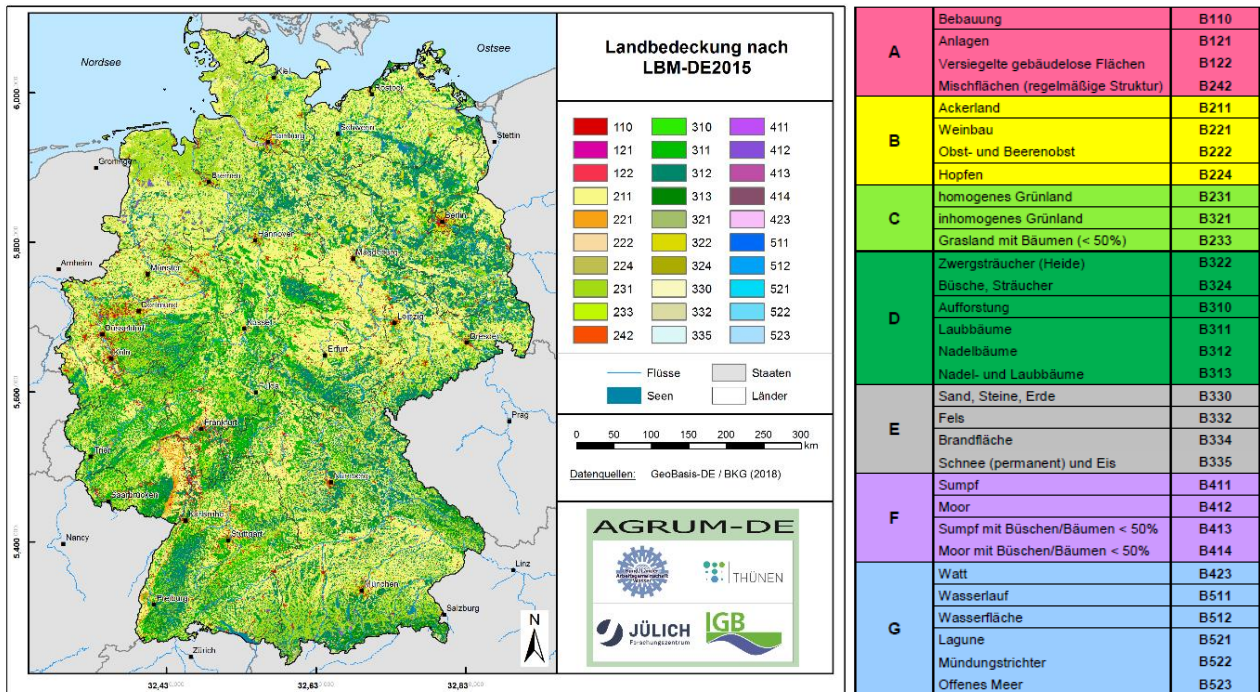 Nordsee
Ostsee
Kiel
Rostock
Schwerin
Hamburg
Stettin
Groningen
Bremen
Berlin
Hannover
Magdeburg
Arnheim
Münster
Dortmund
Düsseldorf
Kassel
Leipzig
Dresden
Köln
Erfurt
Fulda
Prag
Frankfurt
Trier
Nürnberg
Saarbrücken
Karlsruhe
Nancy
Stuttgart
Linz
München
Freiburg
Salzburg
Zürich
N
Landbedeckung nach
LBM-DE2015
110 310 411
121 311 412
122 312 413
211 313 414
221 321 423
222 322 511
224 324 512
231 330 521
233 332 522
242 335 523
Flüsse Staaten
Seen Länder
0 50 100 150 200 250 300
km
Datenquellen: GeoBasis-DE / BKG (2018)
AGRUM-DE
Bund/Länder
Arbeitsgemeinschaft
Wasser
THÜNEN
JÜLICH
Forschungszentrum
IGB
A
Bebauung B110
Anlagen B121
Versiegelte gebäudelose Flächen B122
Mischflächen (regelmäßige Struktur) B242
B
Ackerland B211
Weinbau B221
Obst- und Beerenobst B222
Hopfen B224
C
homogenes Grünland B231
inhomogenes Grünland B321
Grasland mit Bäumen (< 50%) B233
D
Zwergsträucher (Heide) B322
Büsche, Sträucher B324
Aufforstung B310
Laubbäume B311
Nadelbäume B312
Nadel- und Laubbäume B313
E
Sand, Steine, Erde B330
Fels B332
Brandfläche B334
Schnee (permanent) und Eis B335
F
Sumpf B411
Moor B412
Sumpf mit Büschen/Bäumen < 50% B413
Moor mit Büschen/Bäumen < 50% B414
G
Watt B423
Wasserlauf B511
Wasserfläche B512
Lagune B521
Mündungstrichter B522
Offenes Meer B523